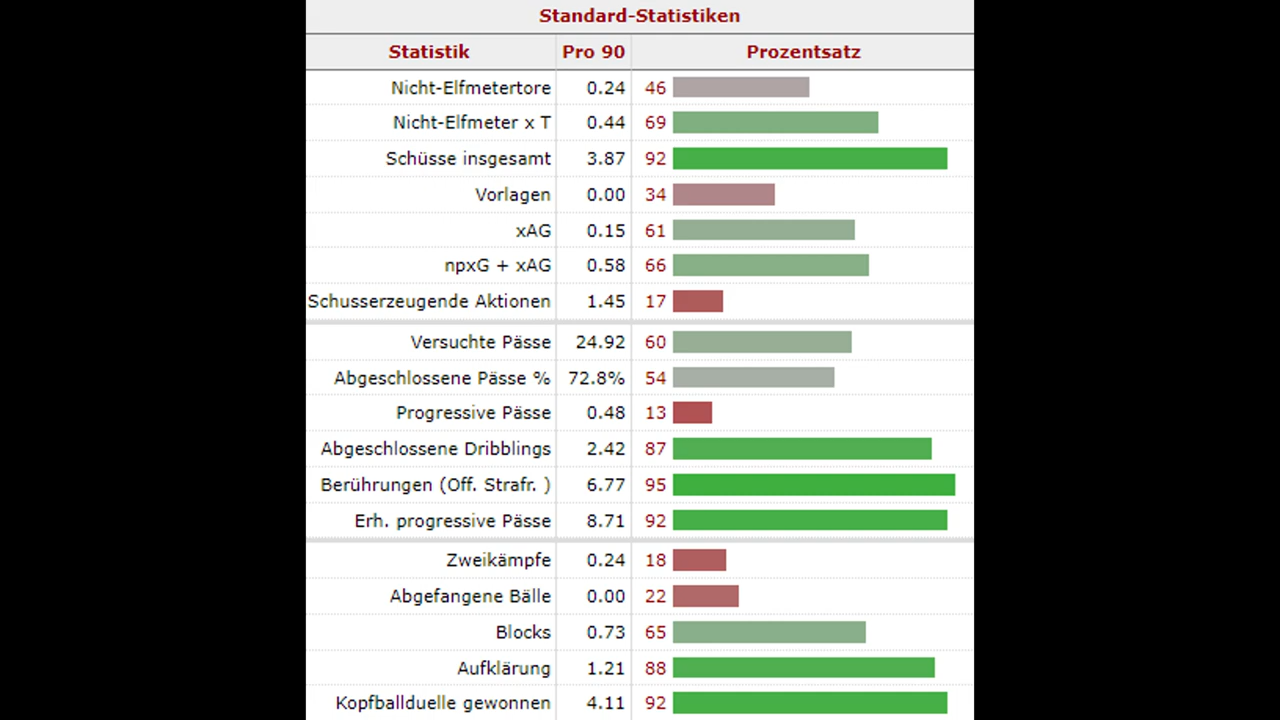 Standard-Statistiken
Statistik Pro 90 Prozentsatz
Nicht-Elfmetertore 0.24 46
Nicht-Elfmeter x T 0.44 69
Schüsse insgesamt 3.87 92
Vorlagen 0.00 34
xAG 0.15 61
npxG + xAG 0.58 66
Schusserzeugende Aktionen 1.45 17
Versuchte Pässe 24.92 60
Abgeschlossene Pässe % 72.8% 54
Progressive Pässe 0.48 13
Abgeschlossene Dribblings 2.42 87
Berührungen (Off. Strafr. ) 6.77 95
Erh. progressive Pässe 8.71 92
Zweikämpfe 0.24 18
Abgefangene Bälle 0.00 22
Blocks 0.73 65
Aufklärung 1.21 88
Kopfballduelle gewonnen 4.11 92